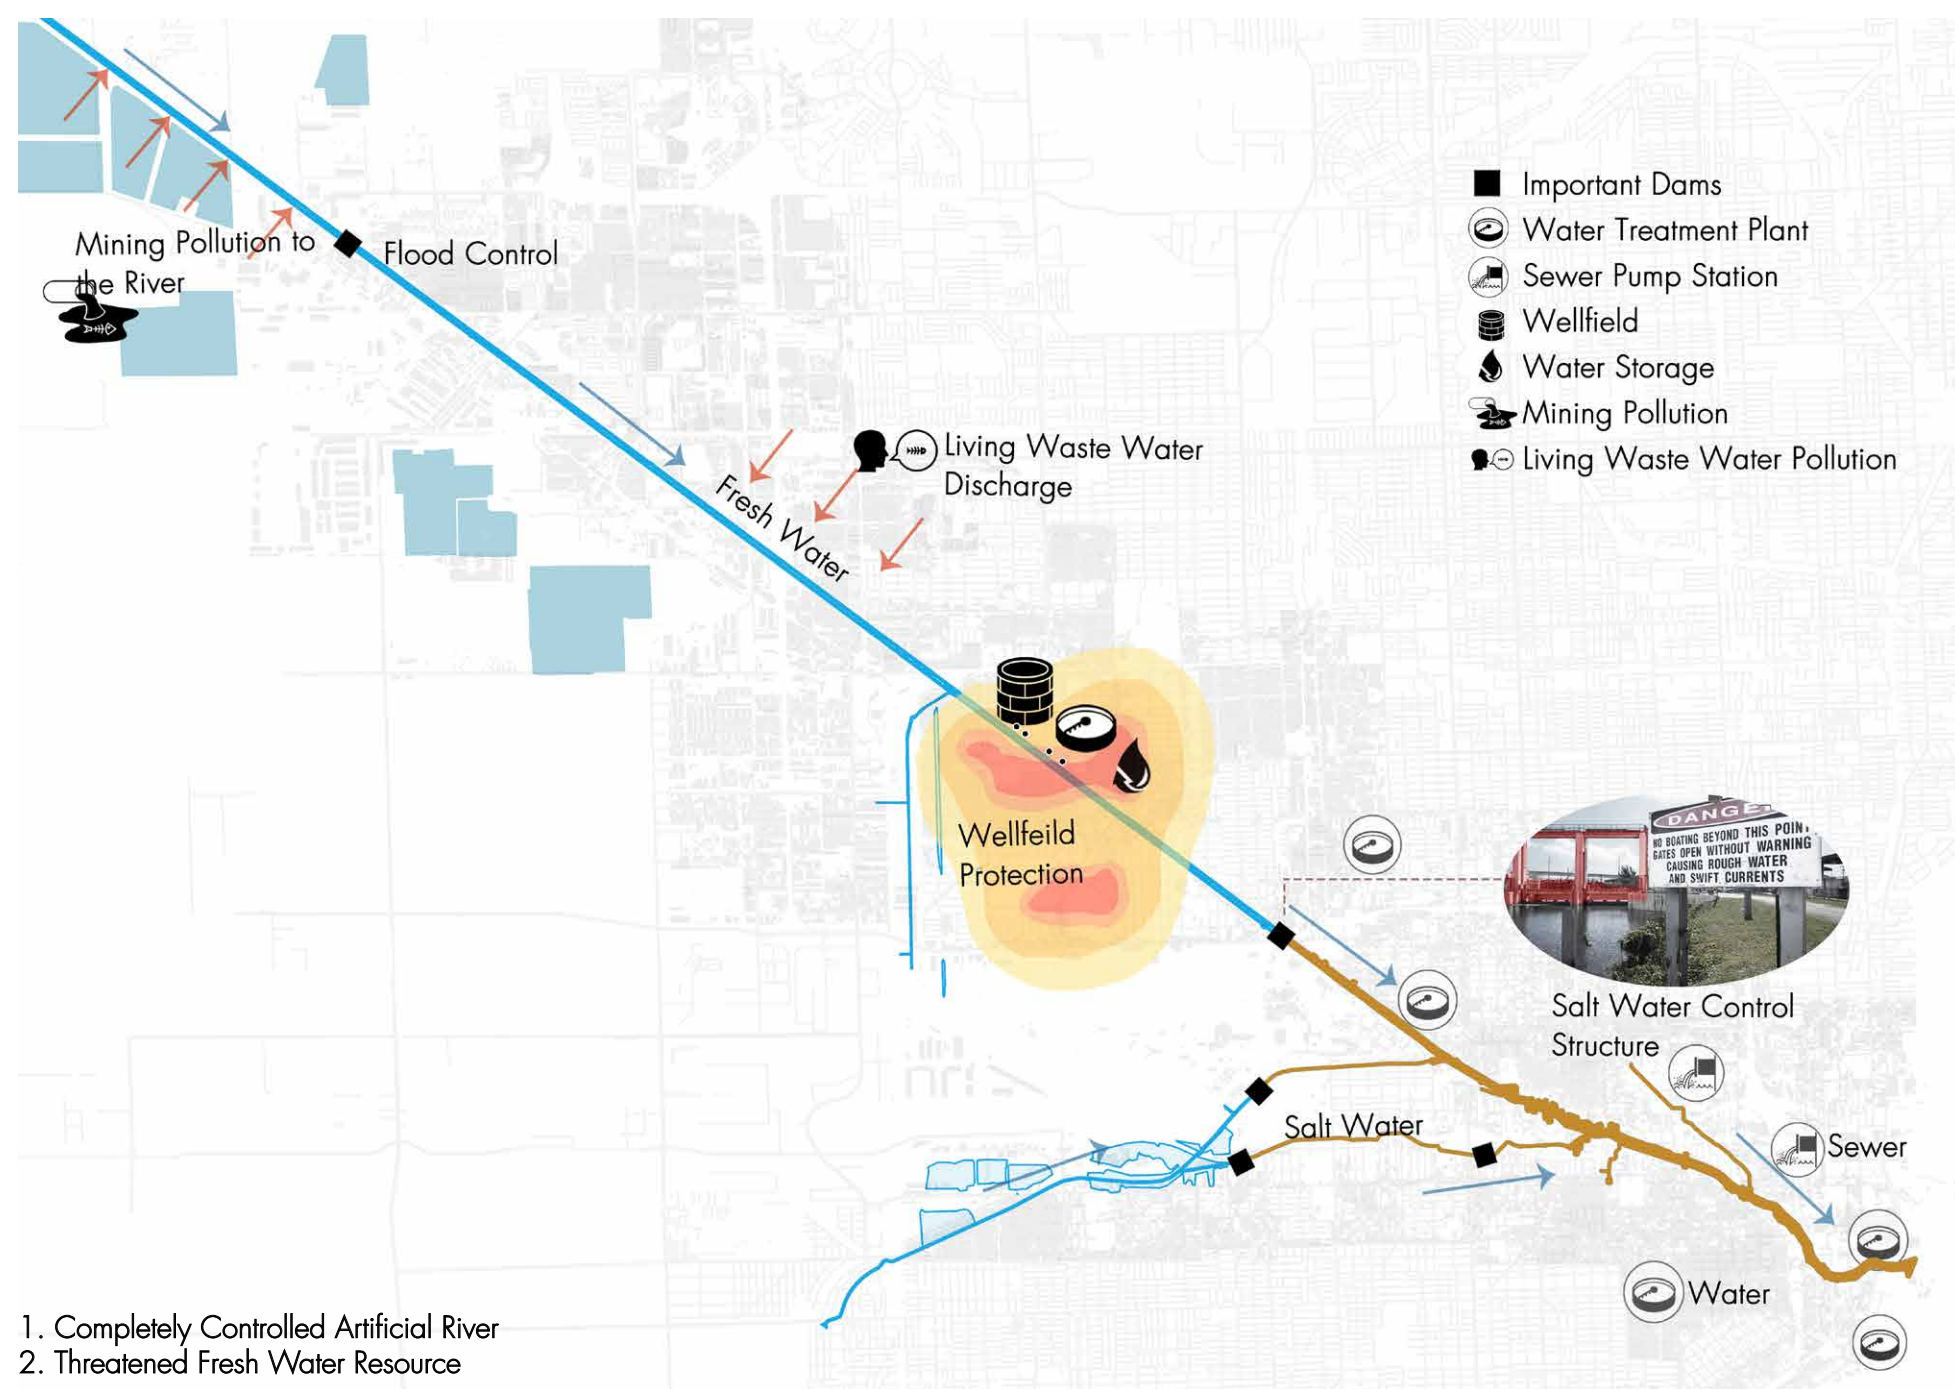 Important Dams
Water Treatment Plant
Sewer Pump Station
Wellfield
Water Storage
Mining Pollution
Living Waste Water Pollution
Mining Pollution to
the River
Flood Control
Living Waste Water
Discharge
Fresh Water
Wellfeild
Protection
DANGE
NO BOATING BEYOND THIS POINT
GATES OPEN WITHOUT WARNING
CAUSING ROUGH WATER
AND SWIFT CURRENTS
Salt Water Control
Structure
Salt Water
Sewer
Water
1. Completely Controlled Artificial River
2. Threatened Fresh Water Resource